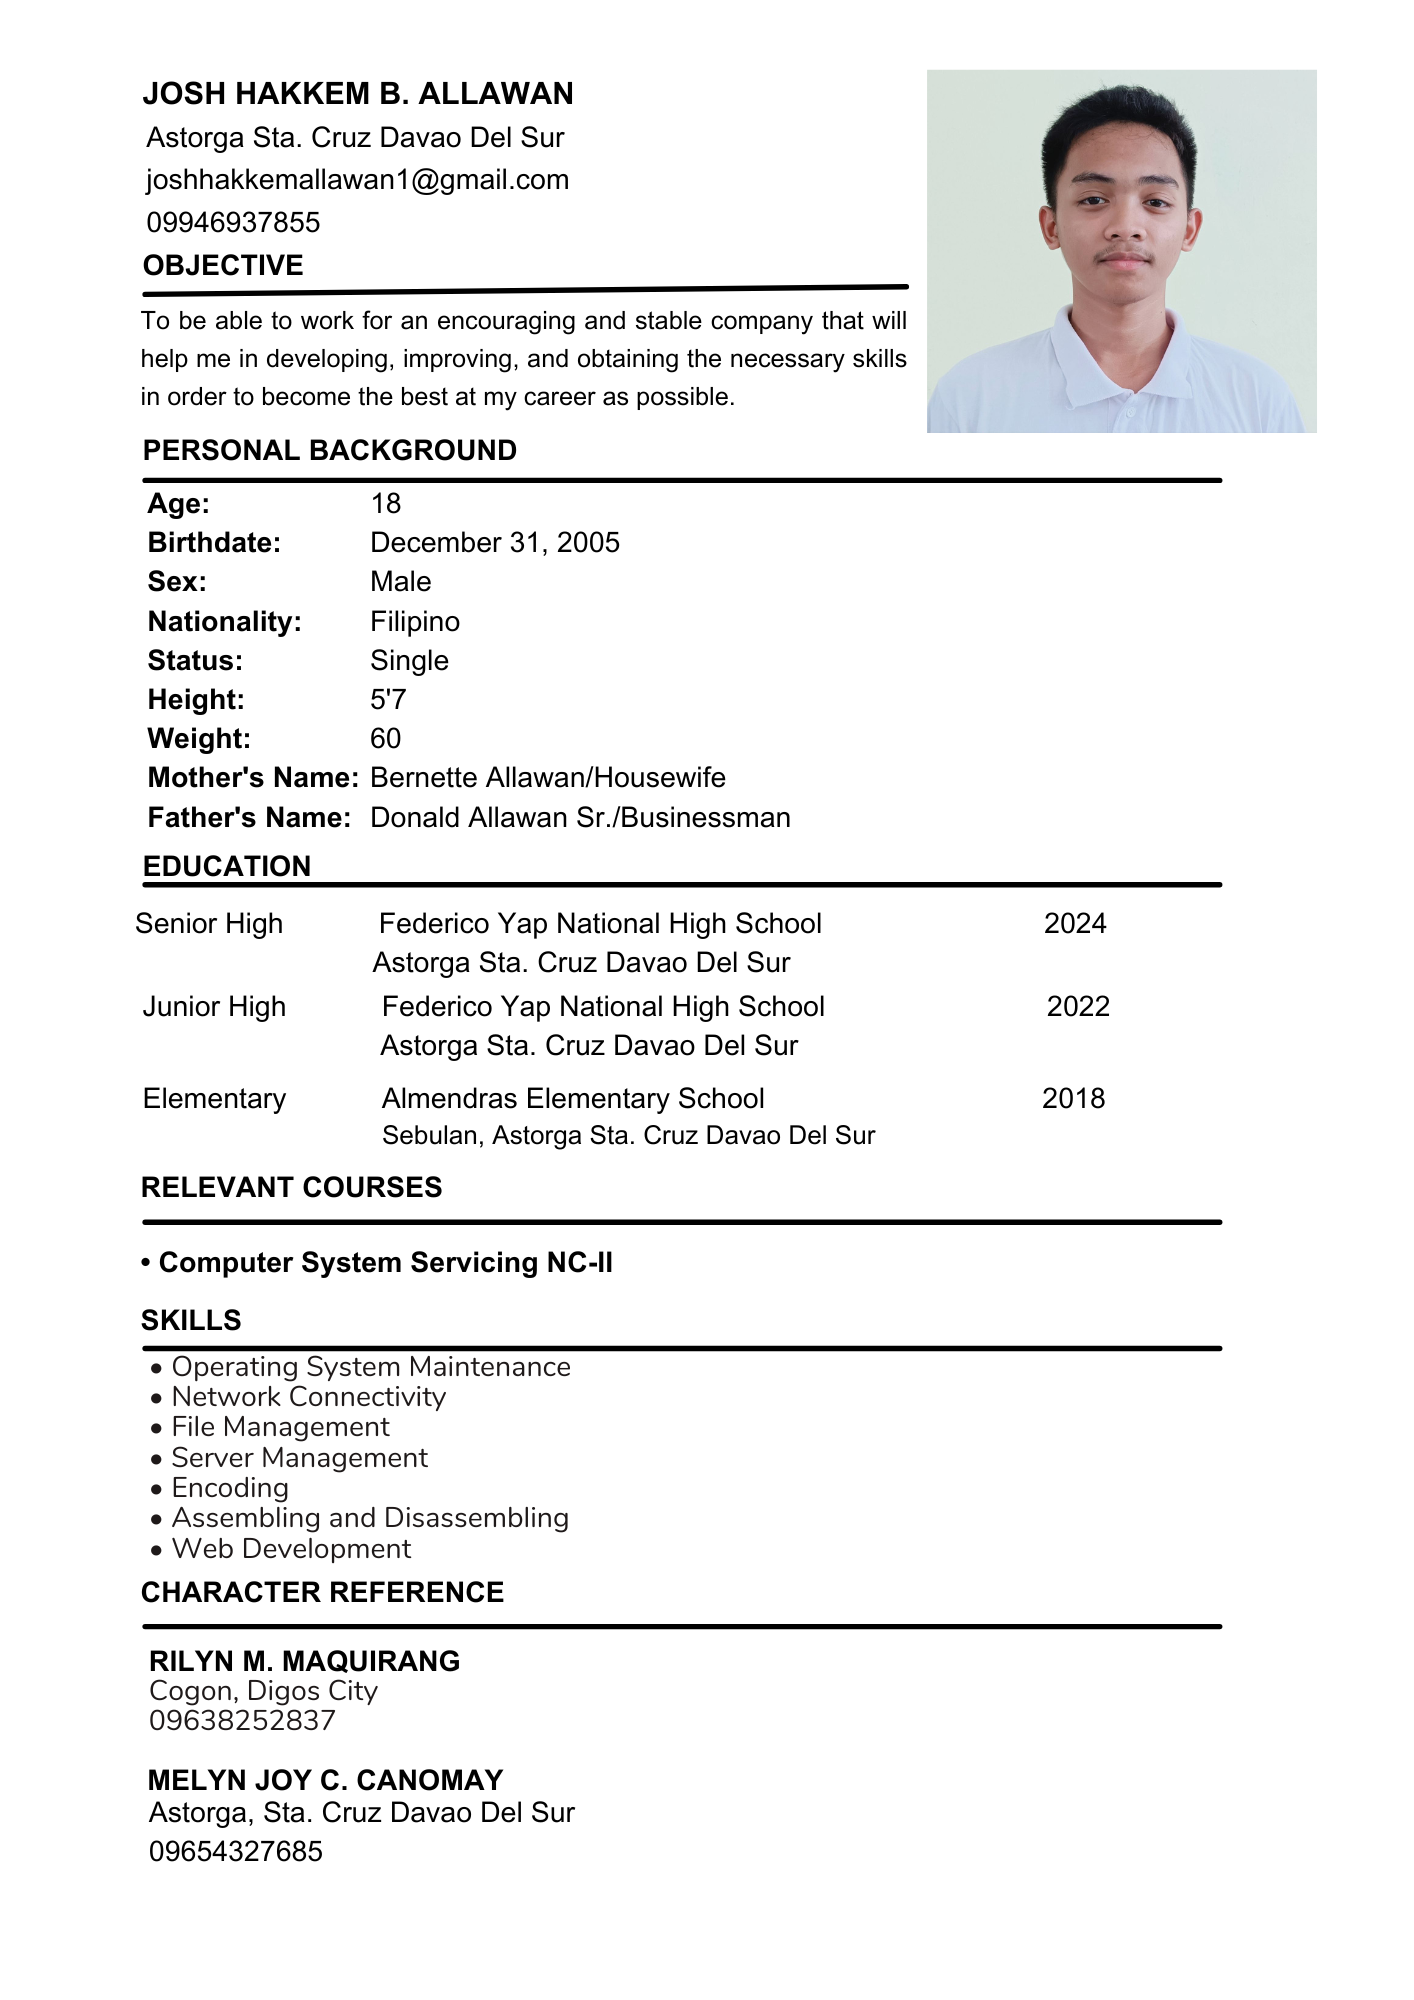 JOSH HAKKEM B. ALLAWAN
Astorga Sta. Cruz Davao Del Sur
joshhakkemallawan1@gmail.com
09946937855
OBJECTIVE
To be able to work for an encouraging and stable company that will
help me in developing, improving, and obtaining the necessary skills
in order to become the best at my career as possible.
PERSONAL BACKGROUND
Age: 18
Birthdate: December 31, 2005
Sex: Male
Nationality: Filipino
Status: Single
Height: 5'7
Weight: 60
Mother's Name: Bernette Allawan/Housewife
Father's Name: Donald Allawan Sr./Businessman
EDUCATION
Senior High Federico Yap National High School 2024
Astorga Sta. Cruz Davao Del Sur
Junior High Federico Yap National High School 2022
Astorga Sta. Cruz Davao Del Sur
Elementary Almendras Elementary School 2018
Sebulan, Astorga Sta. Cruz Davao Del Sur
RELEVANT COURSES
• Computer System Servicing NC-II
SKILLS
• Operating System Maintenance
• Network Connectivity
• File Management
• Server Management
• Encoding
• Assembling and Disassembling
• Web Development
CHARACTER REFERENCE
RILYN M. MAQUIRANG
Cogon, Digos City
09638252837
MELYN JOY C. CANOMAY
Astorga, Sta. Cruz Davao Del Sur
09654327685